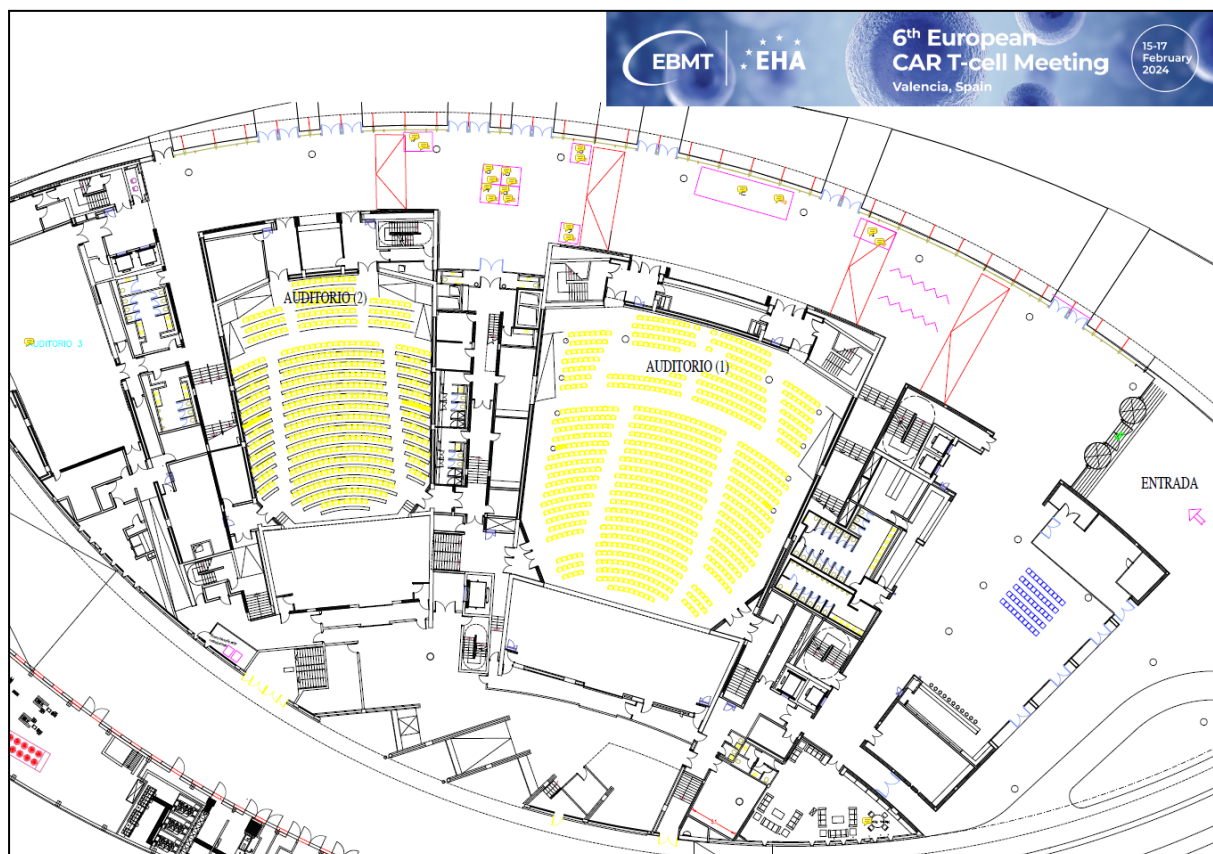 EBMT
EHA
6th European
CAR T-cell Meeting
Valencia, Spain
15-17
February
2024
AUDITORIO (2)
AUDITORIO (1)
AUDITORIO 3
ENTRADA